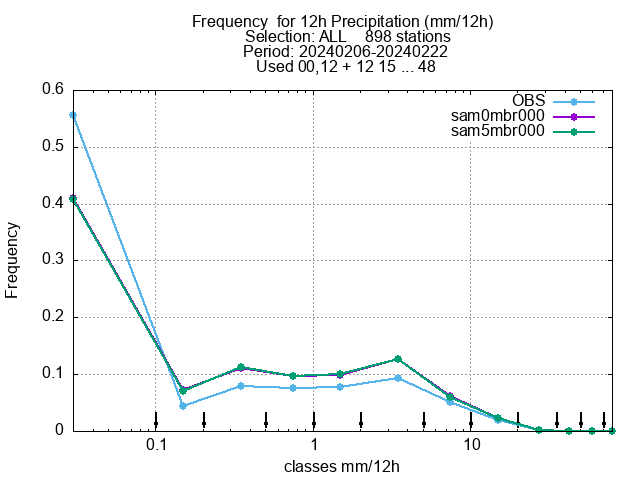 Frequency  for 12h Precipitation (mm/12h)
Selection: ALL    898 stations
Period: 20240206-20240222
Used 00,12 + 12 15 ... 48
OBS
sam0mbr000
sam5mbr000
0.6
0.5
0.4
0.3
0.2
0.1
0
Frequency
0.1
1
10
classes mm/12h